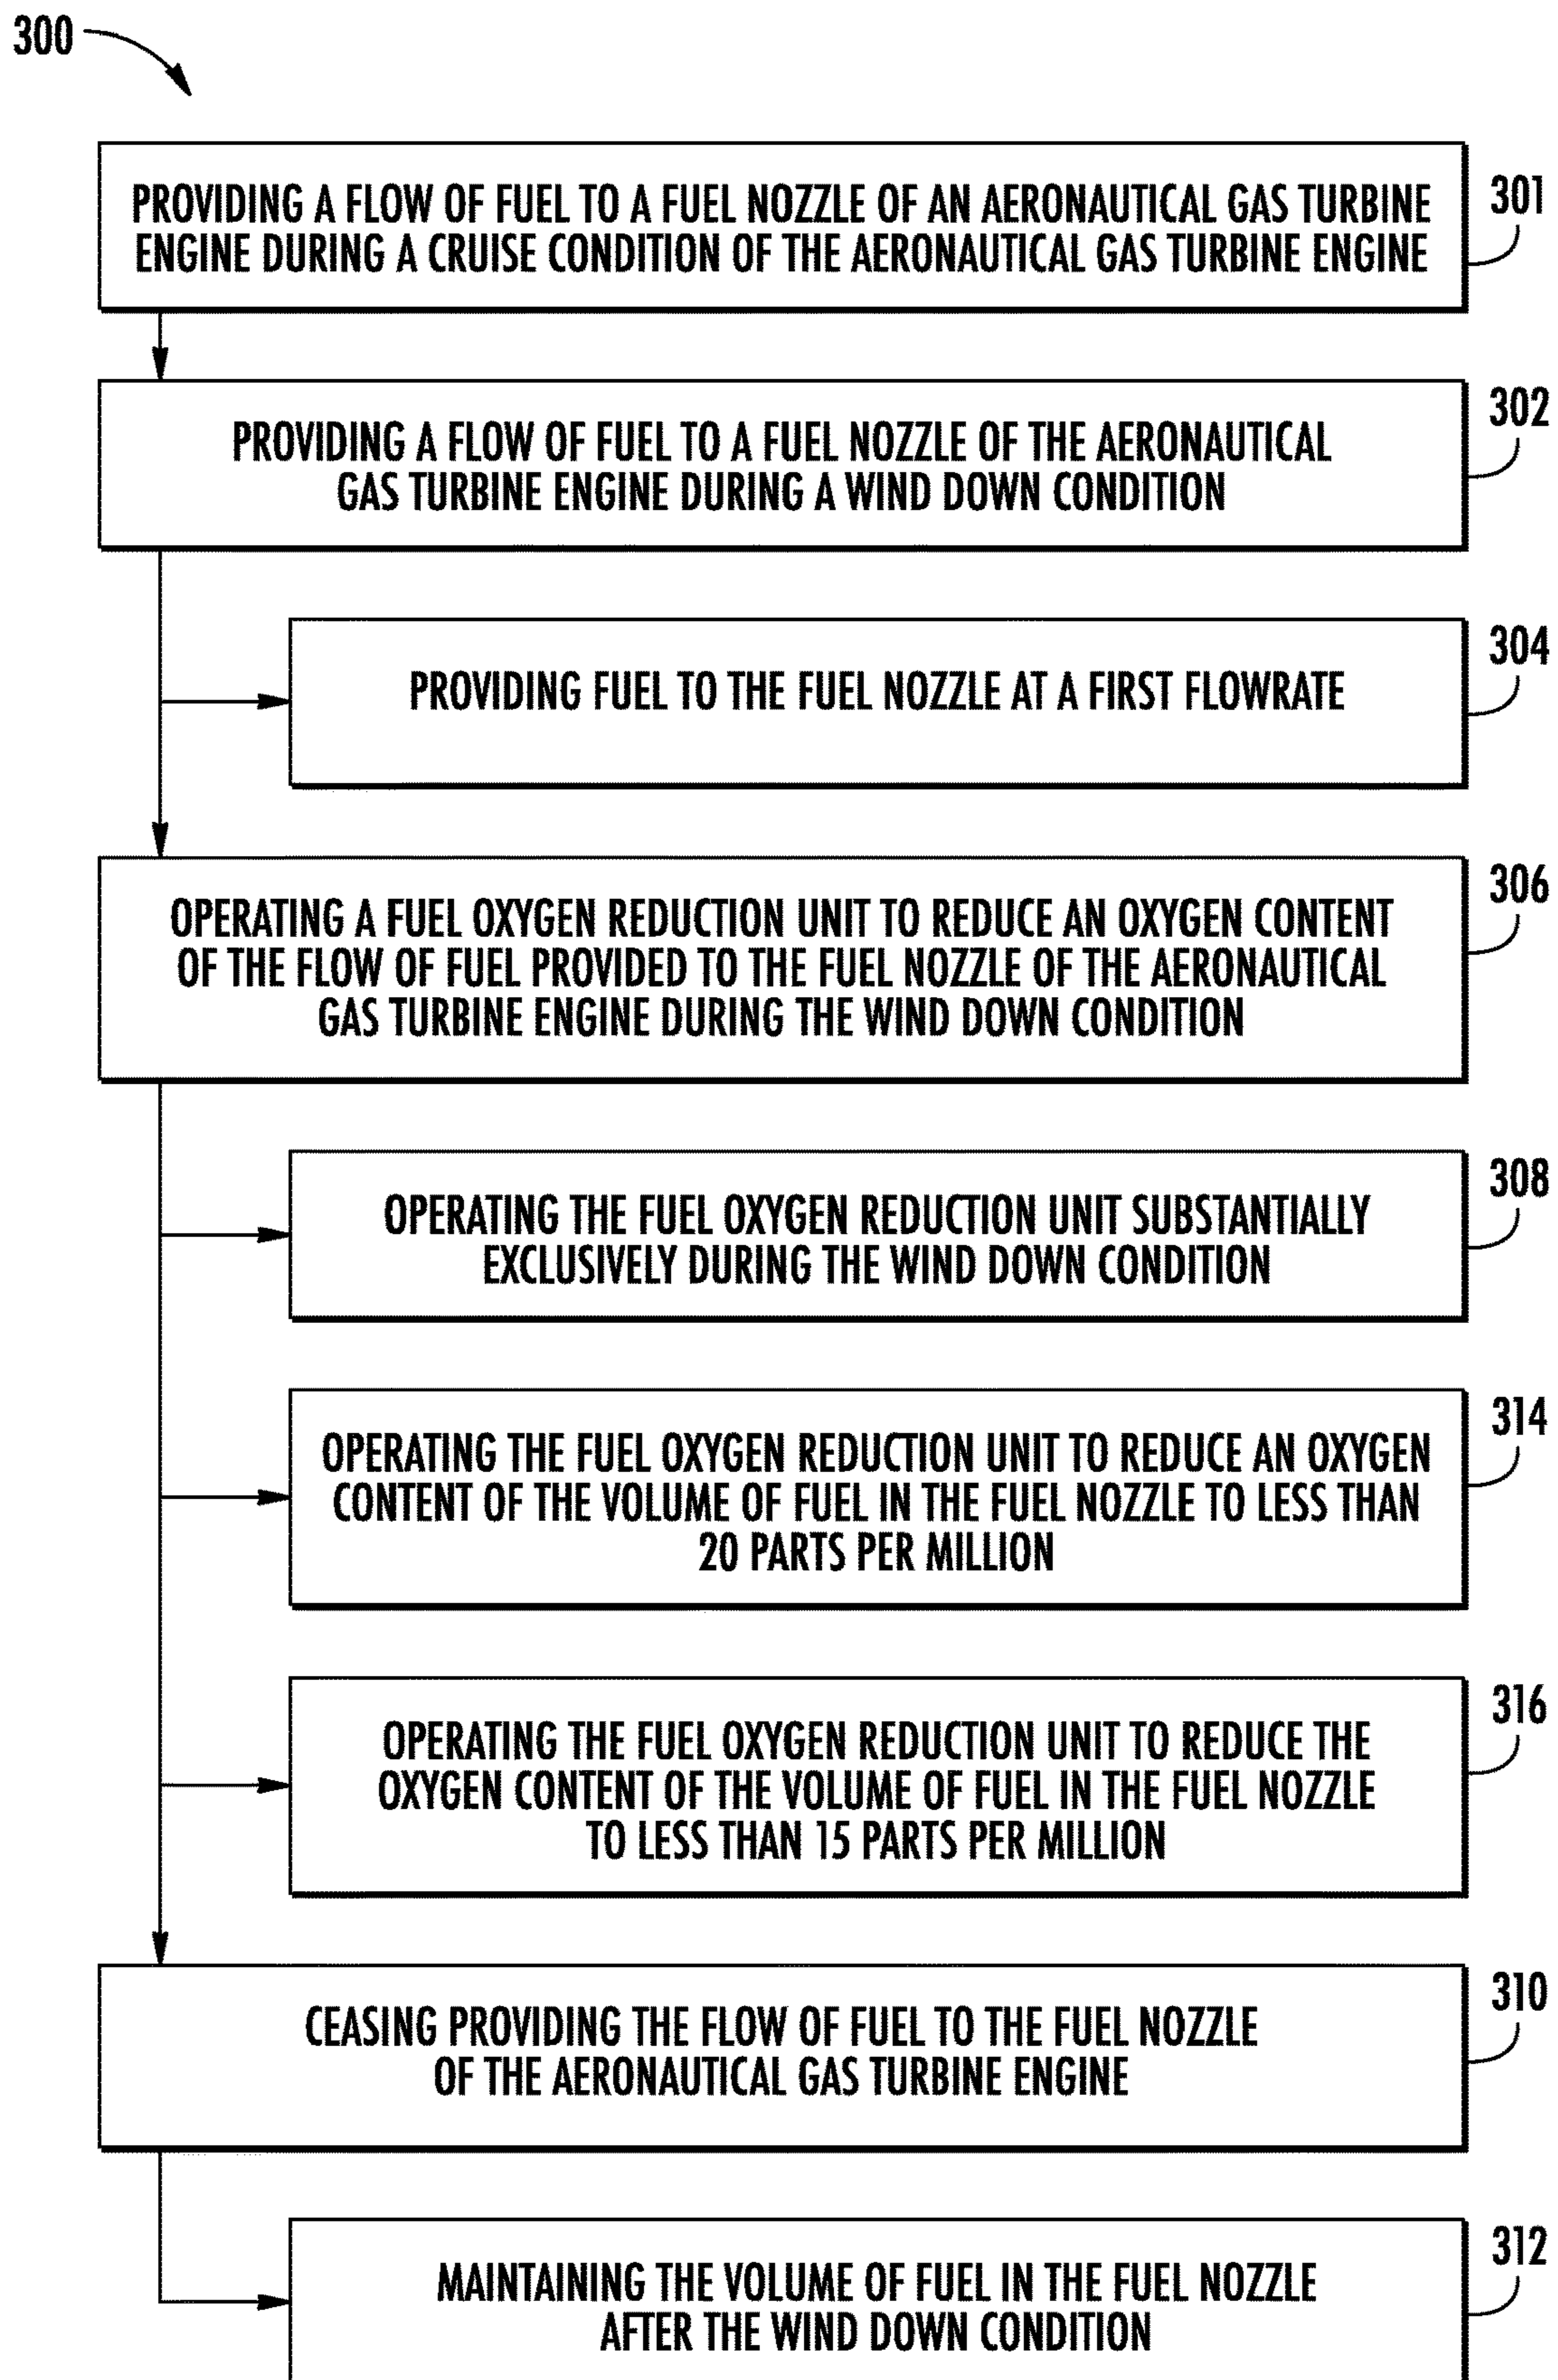 300
PROVIDING A FLOW OF FUEL TO A FUEL NOZZLE OF AN AERONAUTICAL GAS TURBINE
ENGINE DURING A CRUISE CONDITION OF THE AERONAUTICAL GAS TURBINE ENGINE
301
PROVIDING A FLOW OF FUEL TO A FUEL NOZZLE OF THE AERONAUTICAL
GAS TURBINE ENGINE DURING A WIND DOWN CONDITION
302
PROVIDING FUEL TO THE FUEL NOZZLE AT A FIRST FLOWRATE
304
OPERATING A FUEL OXYGEN REDUCTION UNIT TO REDUCE AN OXYGEN CONTENT
OF THE FLOW OF FUEL PROVIDED TO THE FUEL NOZZLE OF THE AERONAUTICAL
GAS TURBINE ENGINE DURING THE WIND DOWN CONDITION
306
OPERATING THE FUEL OXYGEN REDUCTION UNIT SUBSTANTIALLY
EXCLUSIVELY DURING THE WIND DOWN CONDITION
308
OPERATING THE FUEL OXYGEN REDUCTION UNIT TO REDUCE AN OXYGEN
CONTENT OF THE VOLUME OF FUEL IN THE FUEL NOZZLE TO LESS THAN
20 PARTS PER MILLION
314
OPERATING THE FUEL OXYGEN REDUCTION UNIT TO REDUCE THE
OXYGEN CONTENT OF THE VOLUME OF FUEL IN THE FUEL NOZZLE
TO LESS THAN 15 PARTS PER MILLION
316
CEASING PROVIDING THE FLOW OF FUEL TO THE FUEL NOZZLE
OF THE AERONAUTICAL GAS TURBINE ENGINE
310
MAINTAINING THE VOLUME OF FUEL IN THE FUEL NOZZLE
AFTER THE WIND DOWN CONDITION
312